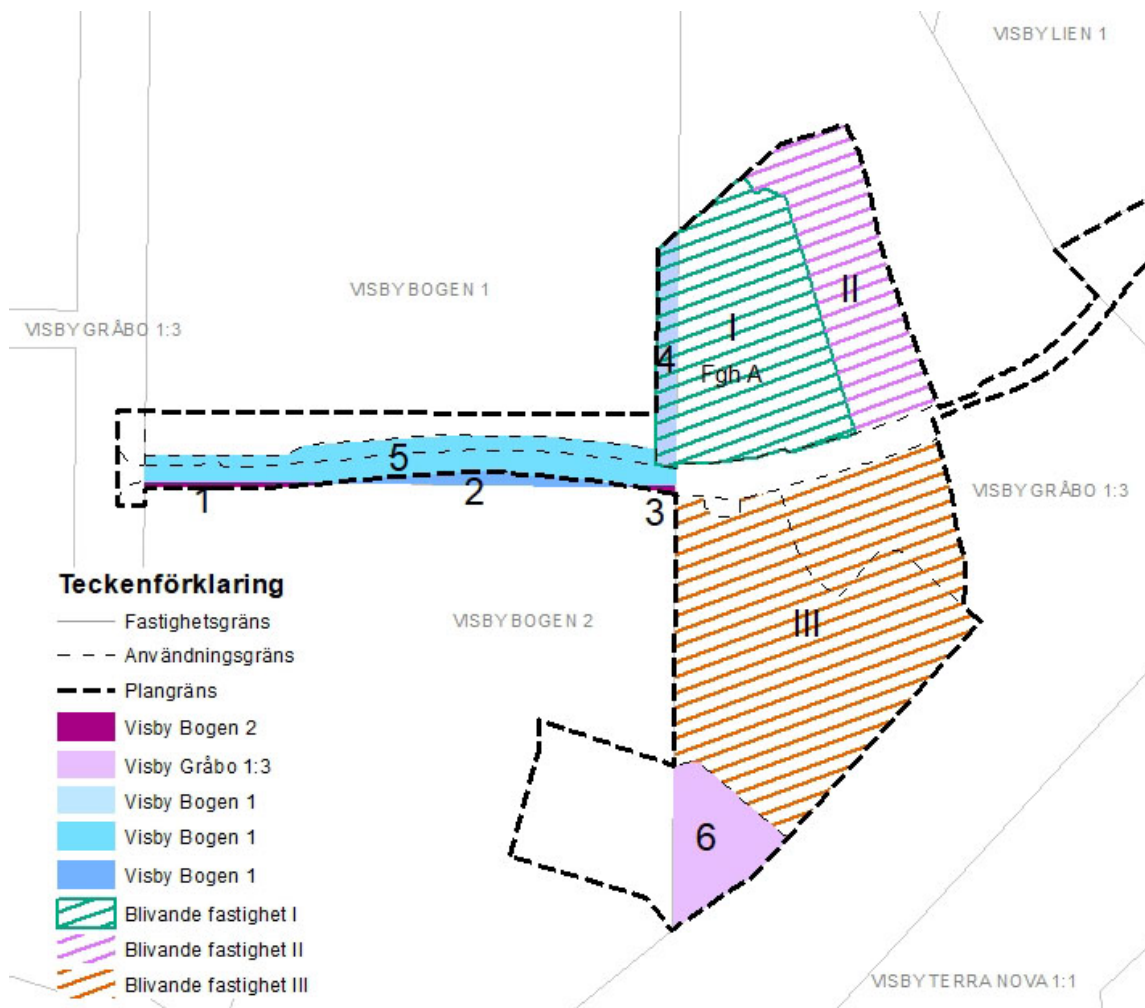 VISBY LIEN 1
VISBY BOGEN 1
II
VISBY GRÅBO 1:3
I
4
Fgh A
5
1
2
3
VISBY GRÅBO 1:3
VISBY BOGEN 2
III
6
VISBY TERRA NOVA 1:1
Teckenförklaring
Fastighetsgräns
Användningsgräns
Plangräns
Visby Bogen 2
Visby Gråbo 1:3
Visby Bogen 1
Visby Bogen 1
Visby Bogen 1
Blivande fastighet I
Blivande fastighet II
Blivande fastighet III